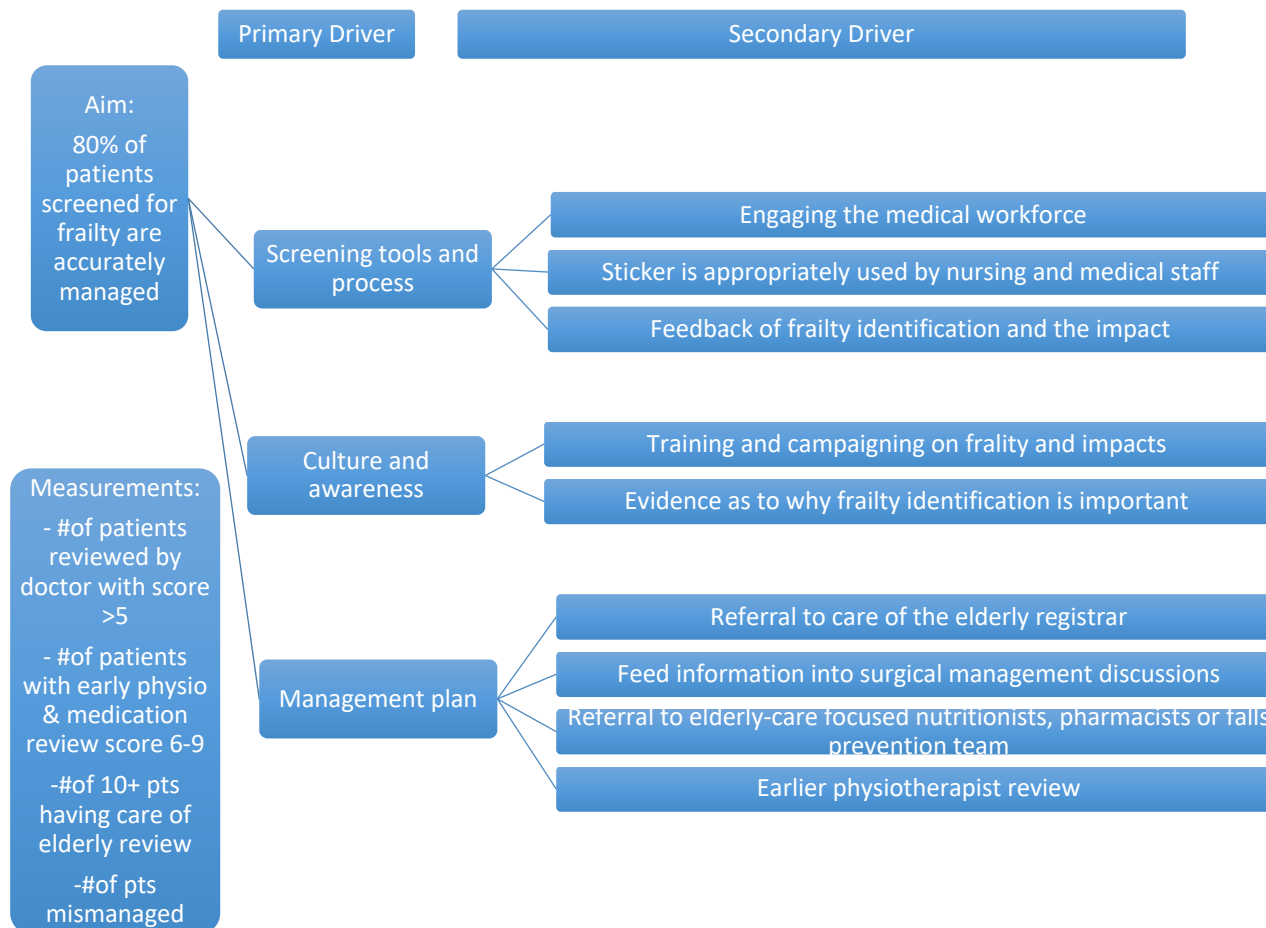 Primary Driver
Secondary Driver
Aim:
80% of
patients
screened for
frailty are
accurately
managed
Screening tools and
process
Engaging the medical workforce
Sticker is appropriately used by nursing and medical staff
Feedback of frailty identification and the impact
Culture and
awareness
Training and campaigning on frality and impacts
Evidence as to why frailty identification is important
Measurements:
- #of patients
reviewed by
doctor with score
>5
- #of patients
with early physio
& medication
review score 6-9
-#of 10+ pts
having care of
elderly review
-#of pts
mismanaged
Management plan
Referral to care of the elderly registrar
Feed information into surgical management discussions
Referral to elderly-care focused nutritionists, pharmacists or falls
prevention team
Earlier physiotherapist review